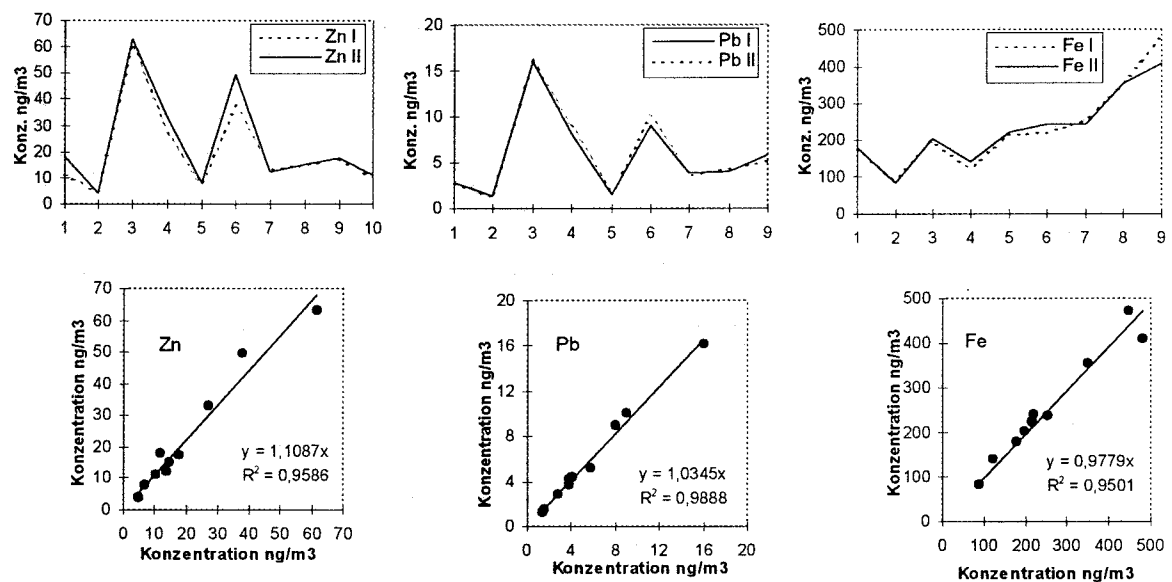 Konz. ng/m3
70
60
50
40
30
20
10
0
Zn I
Zn II
1 2 3 4 5 6 7 8 9 10
Konz. ng/m3
20
15
10
5
0
Pb I
Pb II
1 2 3 4 5 6 7 8 9
Konz. ng/m3
500
400
300
200
100
0
Fe I
Fe II
1 2 3 4 5 6 7 8 9
Konzentration ng/m3
70
60
50
40
30
20
10
0
Zn
y = 1,1087x
R² = 0,9586
0 10 20 30 40 50 60 70
Konzentration ng/m3
Konzentration ng/m3
20
16
12
8
4
0
Pb
y = 1,0345x
R² = 0,9888
0 4 8 12 16 20
Konzentration ng/m3
Konzentration ng/m3
500
400
300
200
100
0
Fe
y = 0,9779x
R² = 0,9501
0 100 200 300 400 500
Konzentration ng/m3